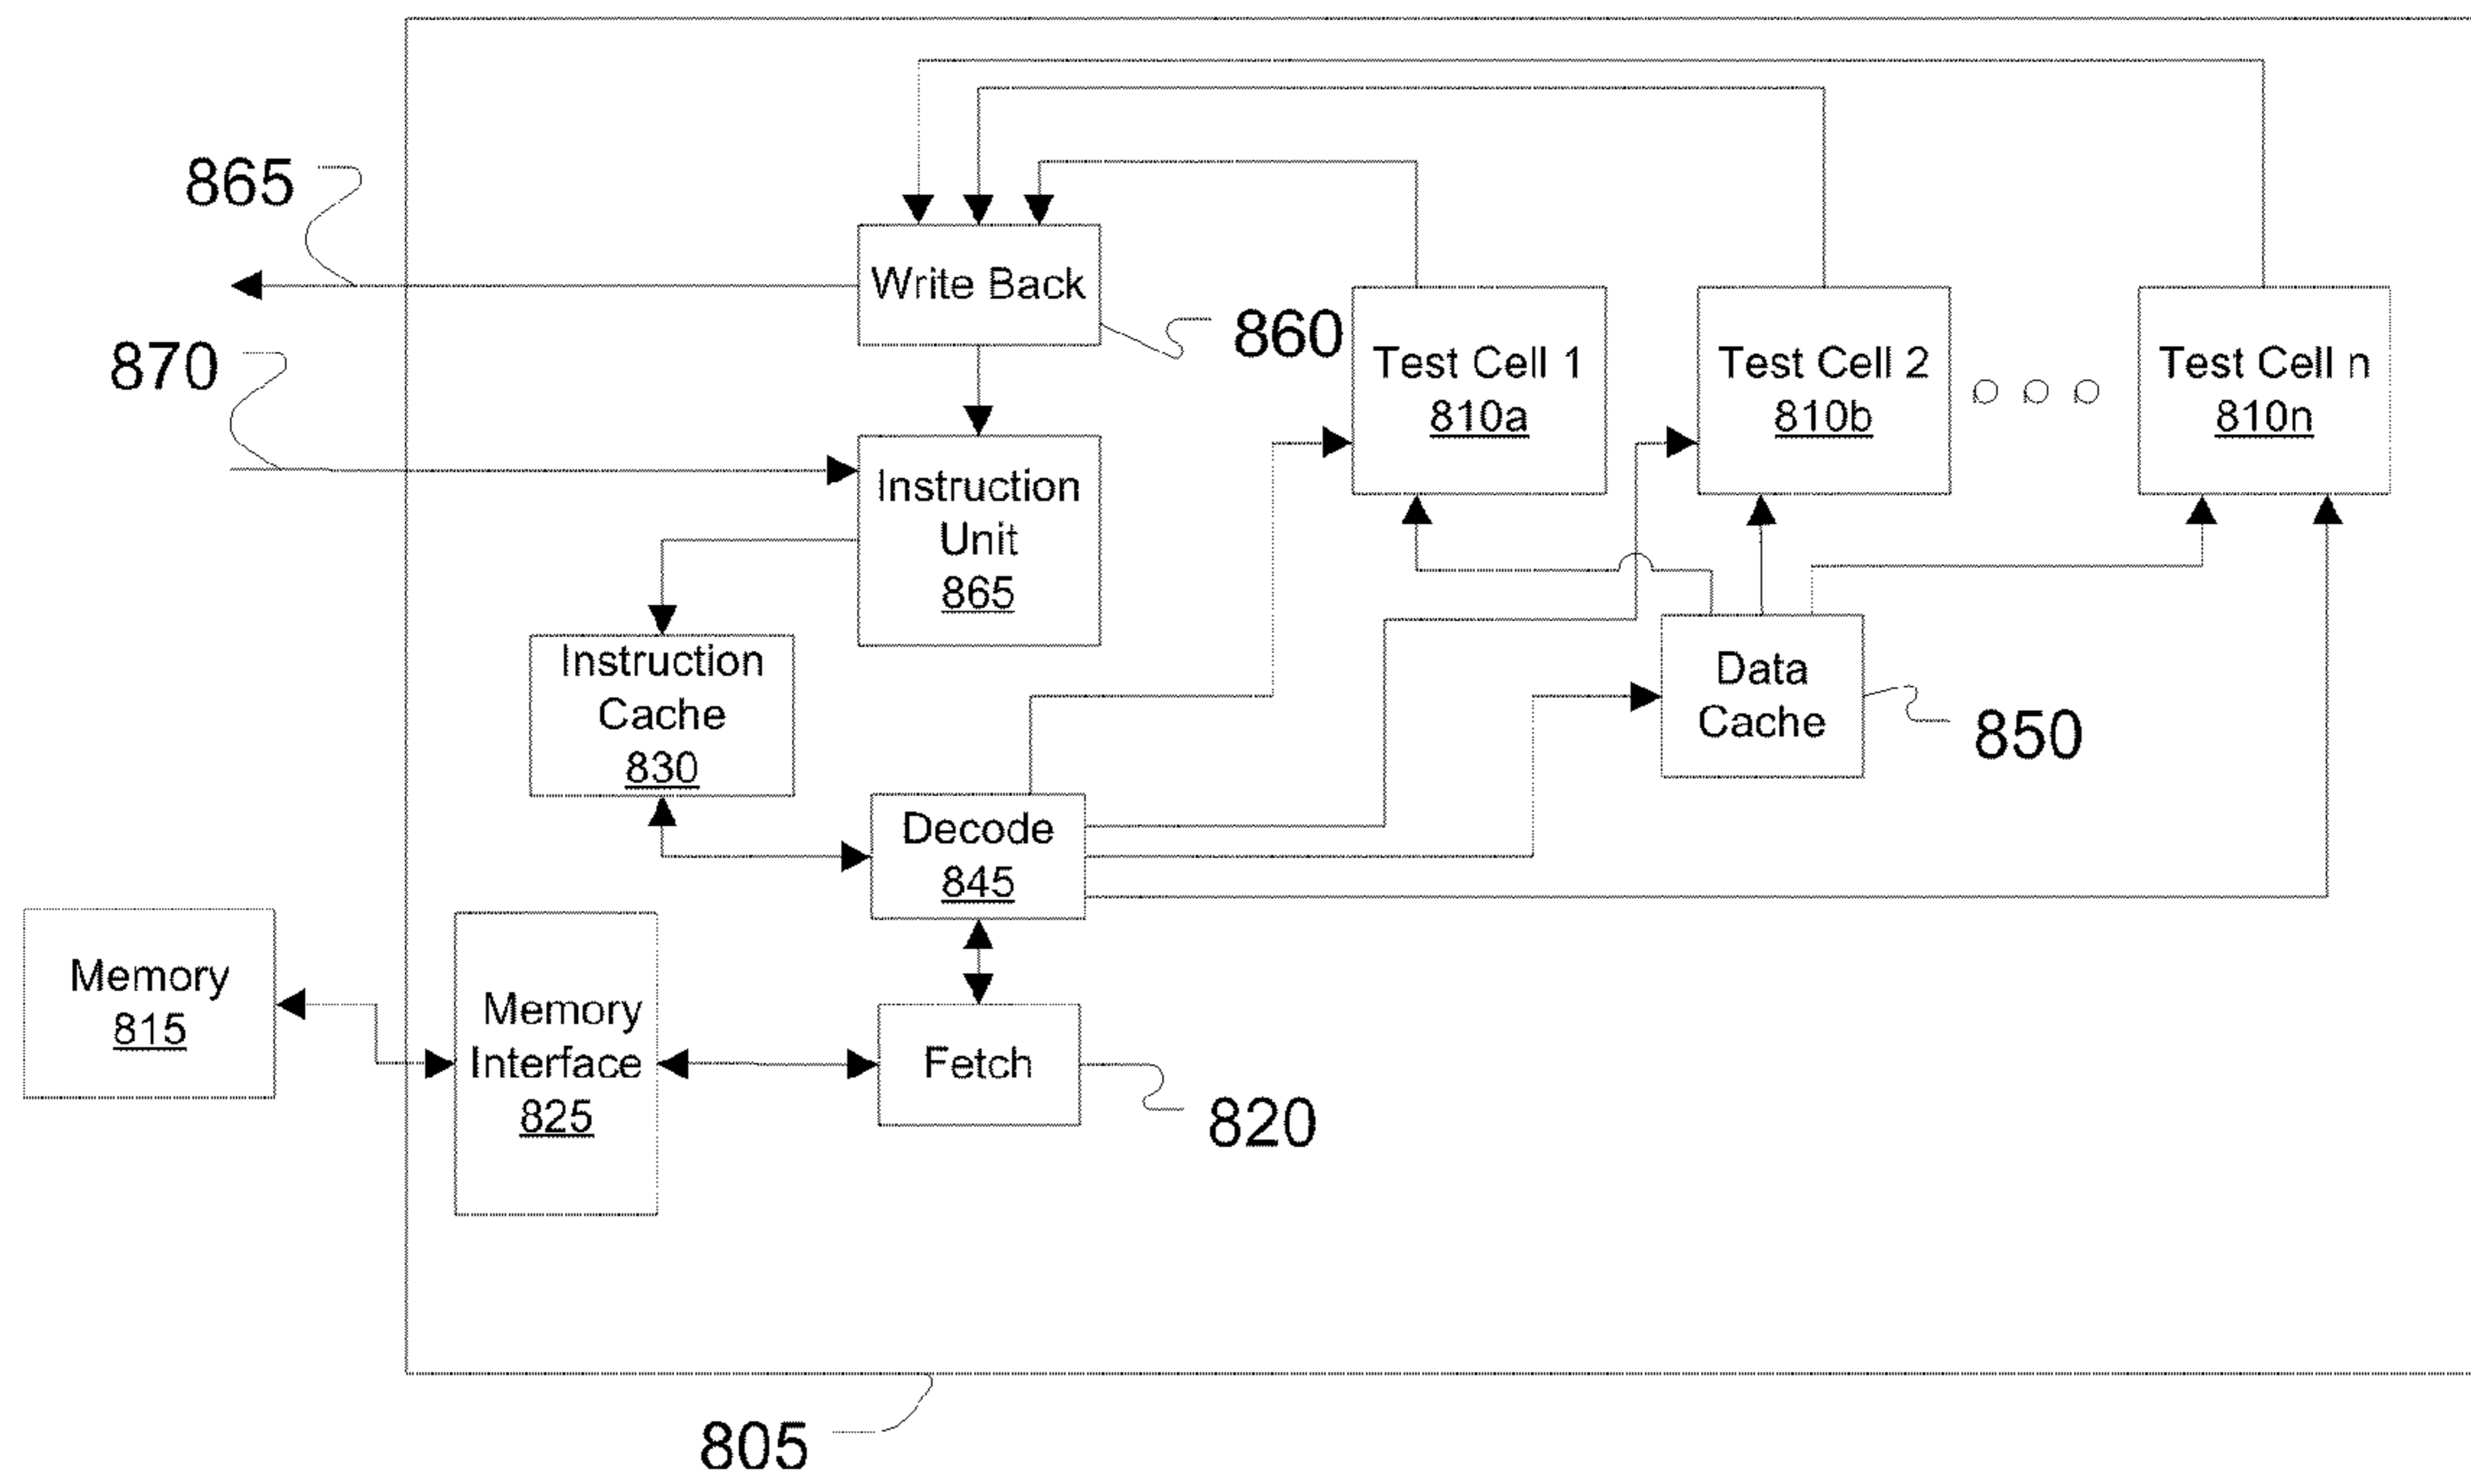 865
Write Back
860
870
Test Cell 1
810a
Test Cell 2
810b
Test Cell n
810n
Instruction
Unit
865
Instruction
Cache
830
Data
Cache
850
Decode
845
Memory
815
Memory
Interface
825
Fetch
820
805